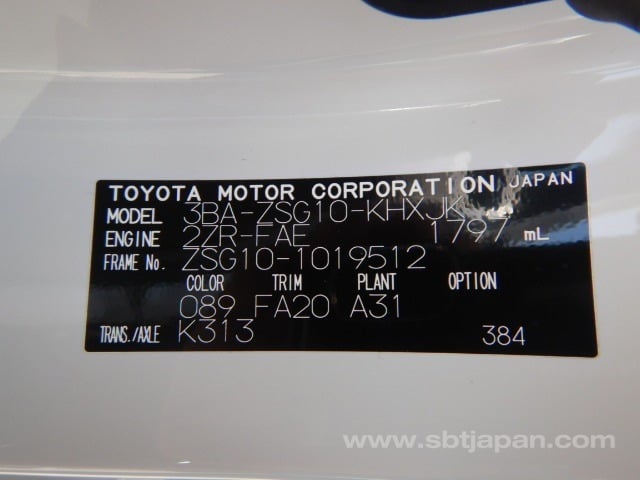 TOYOTA MOTOR CORPORATION JAPAN
MODEL 3BA-ZSG10-KHXJK
ENGINE 2ZR-FAE 1797 mL
FRAME No. ZSG10-1019512
COLOR TRIM PLANT OPTION
089 FA20 A31
TRANS./AXLE K313 384
www.sbtjapan.com